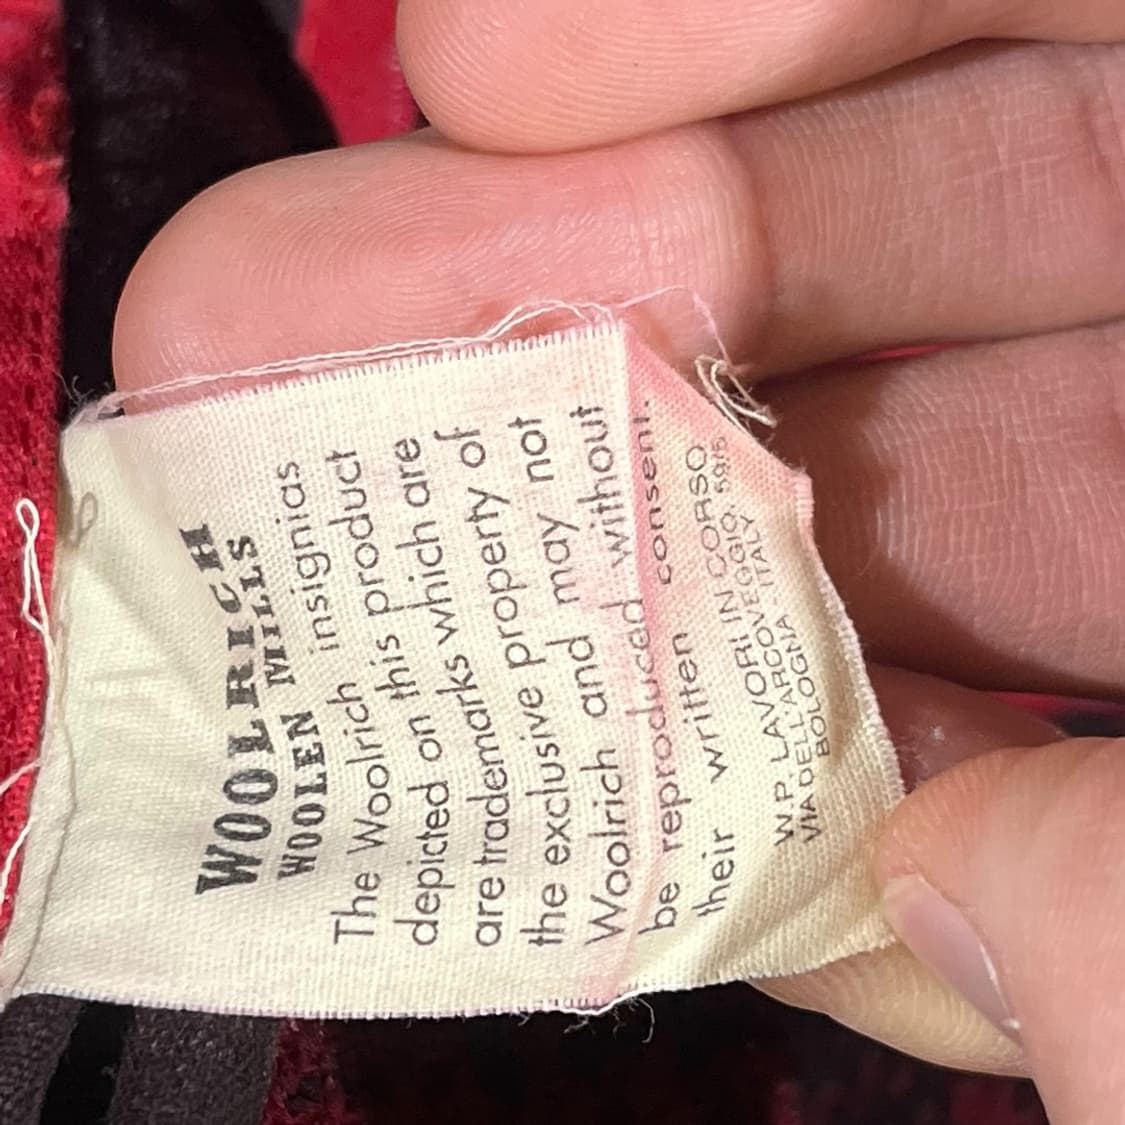 WOOLRICH
WOOLEN MILLS
The Woolrich insignias
depicted on this product
are trademarks which are
the exclusive property of
Woolrich and may not
be reproduced without
their written consent.
W.P. LAVORI IN CORSO
VIA DELL'ARCOVEGGIO, 59/5
BOLOGNA ITALY